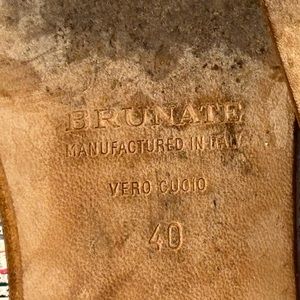 BRUNATE
MANUFACTURED IN ITALY
VERO CUOIO
40